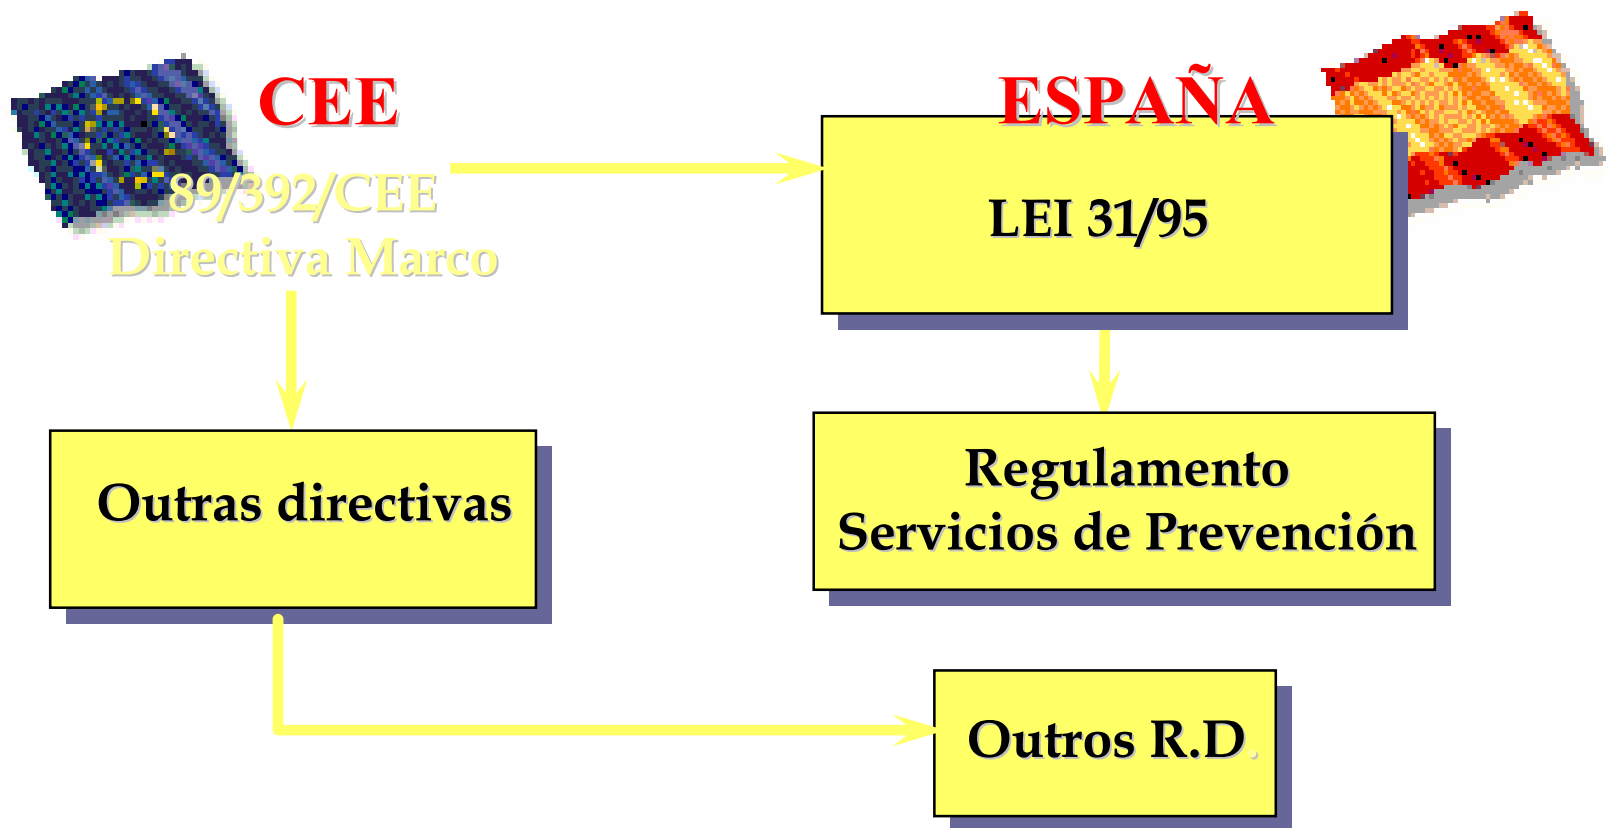 CEE
89/392/CEE
Directiva Marco
ESPAÑA
LEI 31/95
Outras directivas
Regulamento
Servicios de Prevención
Outros R.D.